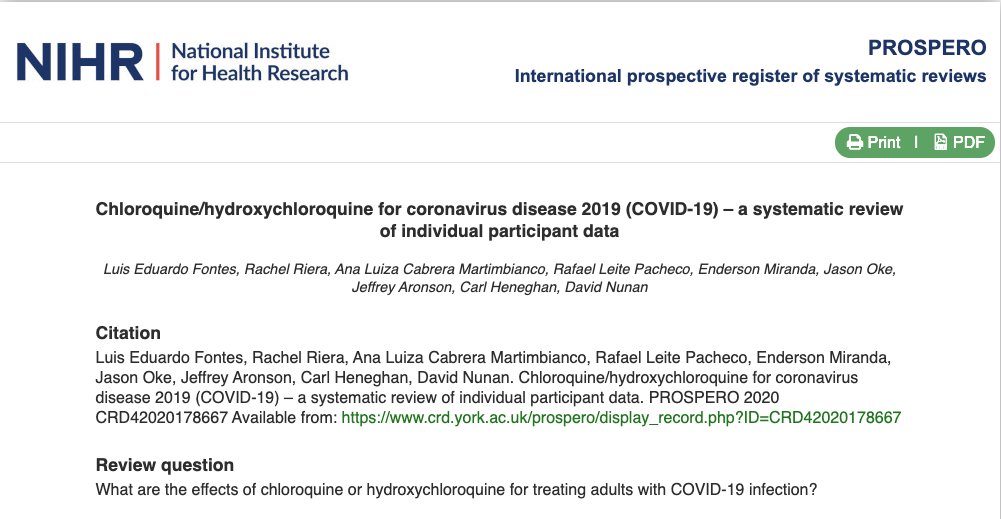 NIHR | National Institute
for Health Research
PROSPERO
International prospective register of systematic reviews
Print | PDF
Chloroquine/hydroxychloroquine for coronavirus disease 2019 (COVID-19) – a systematic review
of individual participant data
Luis Eduardo Fontes, Rachel Riera, Ana Luiza Cabrera Martimbianco, Rafael Leite Pacheco, Enderson Miranda, Jason Oke,
Jeffrey Aronson, Carl Heneghan, David Nunan
Citation
Luis Eduardo Fontes, Rachel Riera, Ana Luiza Cabrera Martimbianco, Rafael Leite Pacheco, Enderson Miranda,
Jason Oke, Jeffrey Aronson, Carl Heneghan, David Nunan. Chloroquine/hydroxychloroquine for coronavirus
disease 2019 (COVID-19) – a systematic review of individual participant data. PROSPERO 2020
CRD42020178667 Available from: https://www.crd.york.ac.uk/prospero/display_record.php?ID=CRD42020178667
Review question
What are the effects of chloroquine or hydroxychloroquine for treating adults with COVID-19 infection?